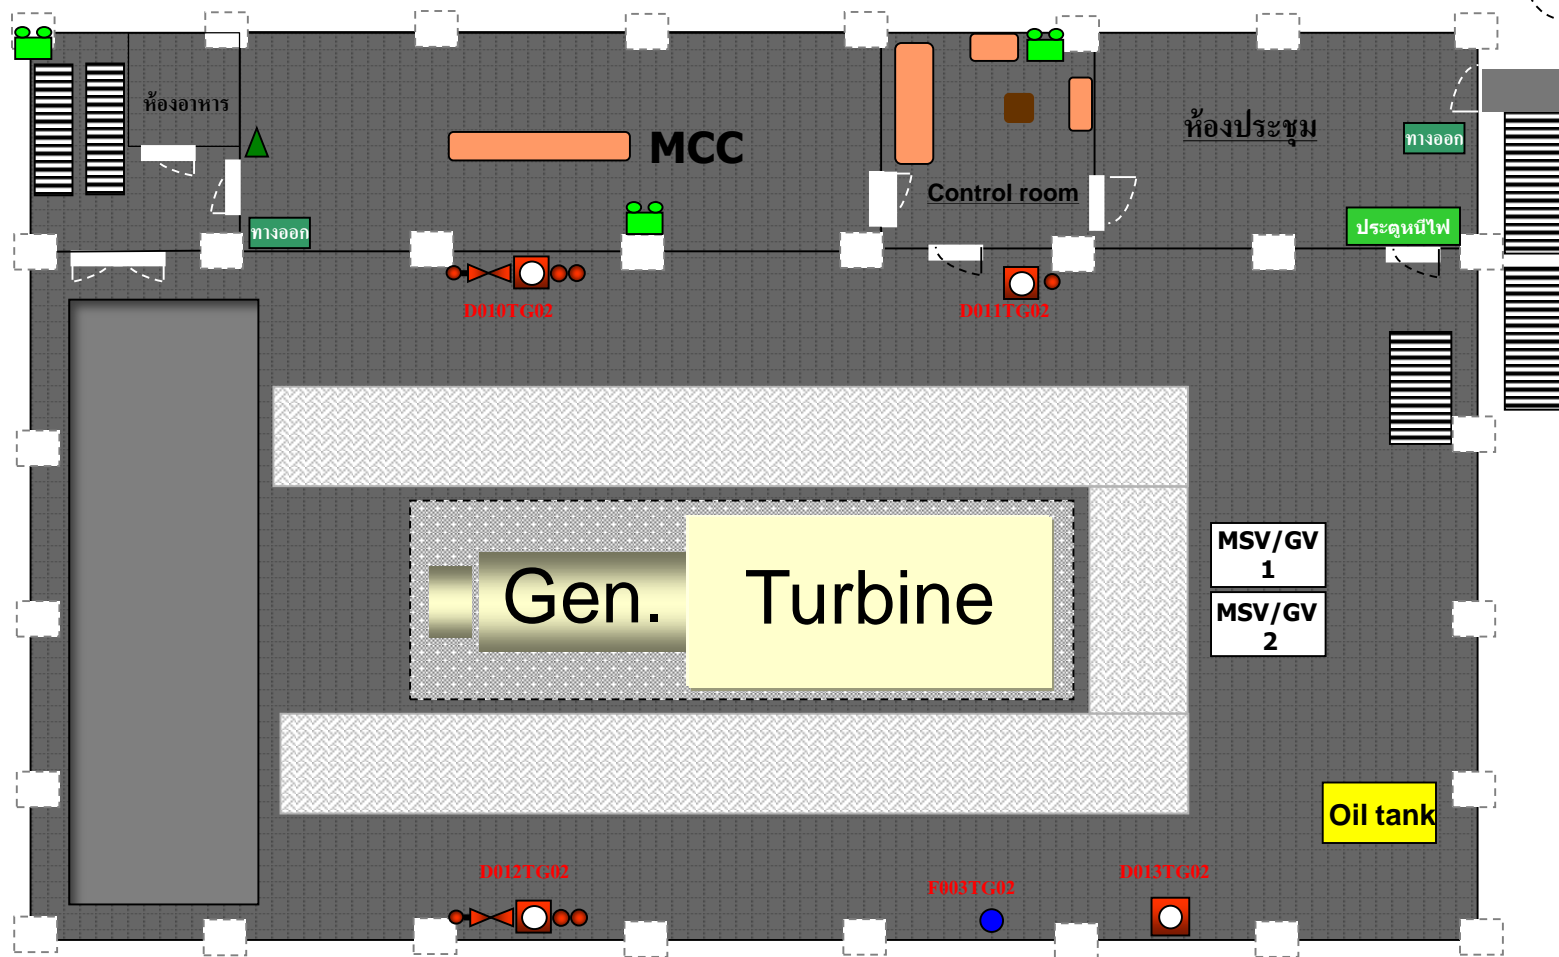 ห้องอาหาร
MCC
ห้องประชุม
ทางออก
Control room
ทางออก
ประตูหนีไฟ
D010TG02
D011TG02
MSV/GV
1
Gen.
Turbine
MSV/GV
2
Oil tank
D012TG02
F003TG02
D013TG02